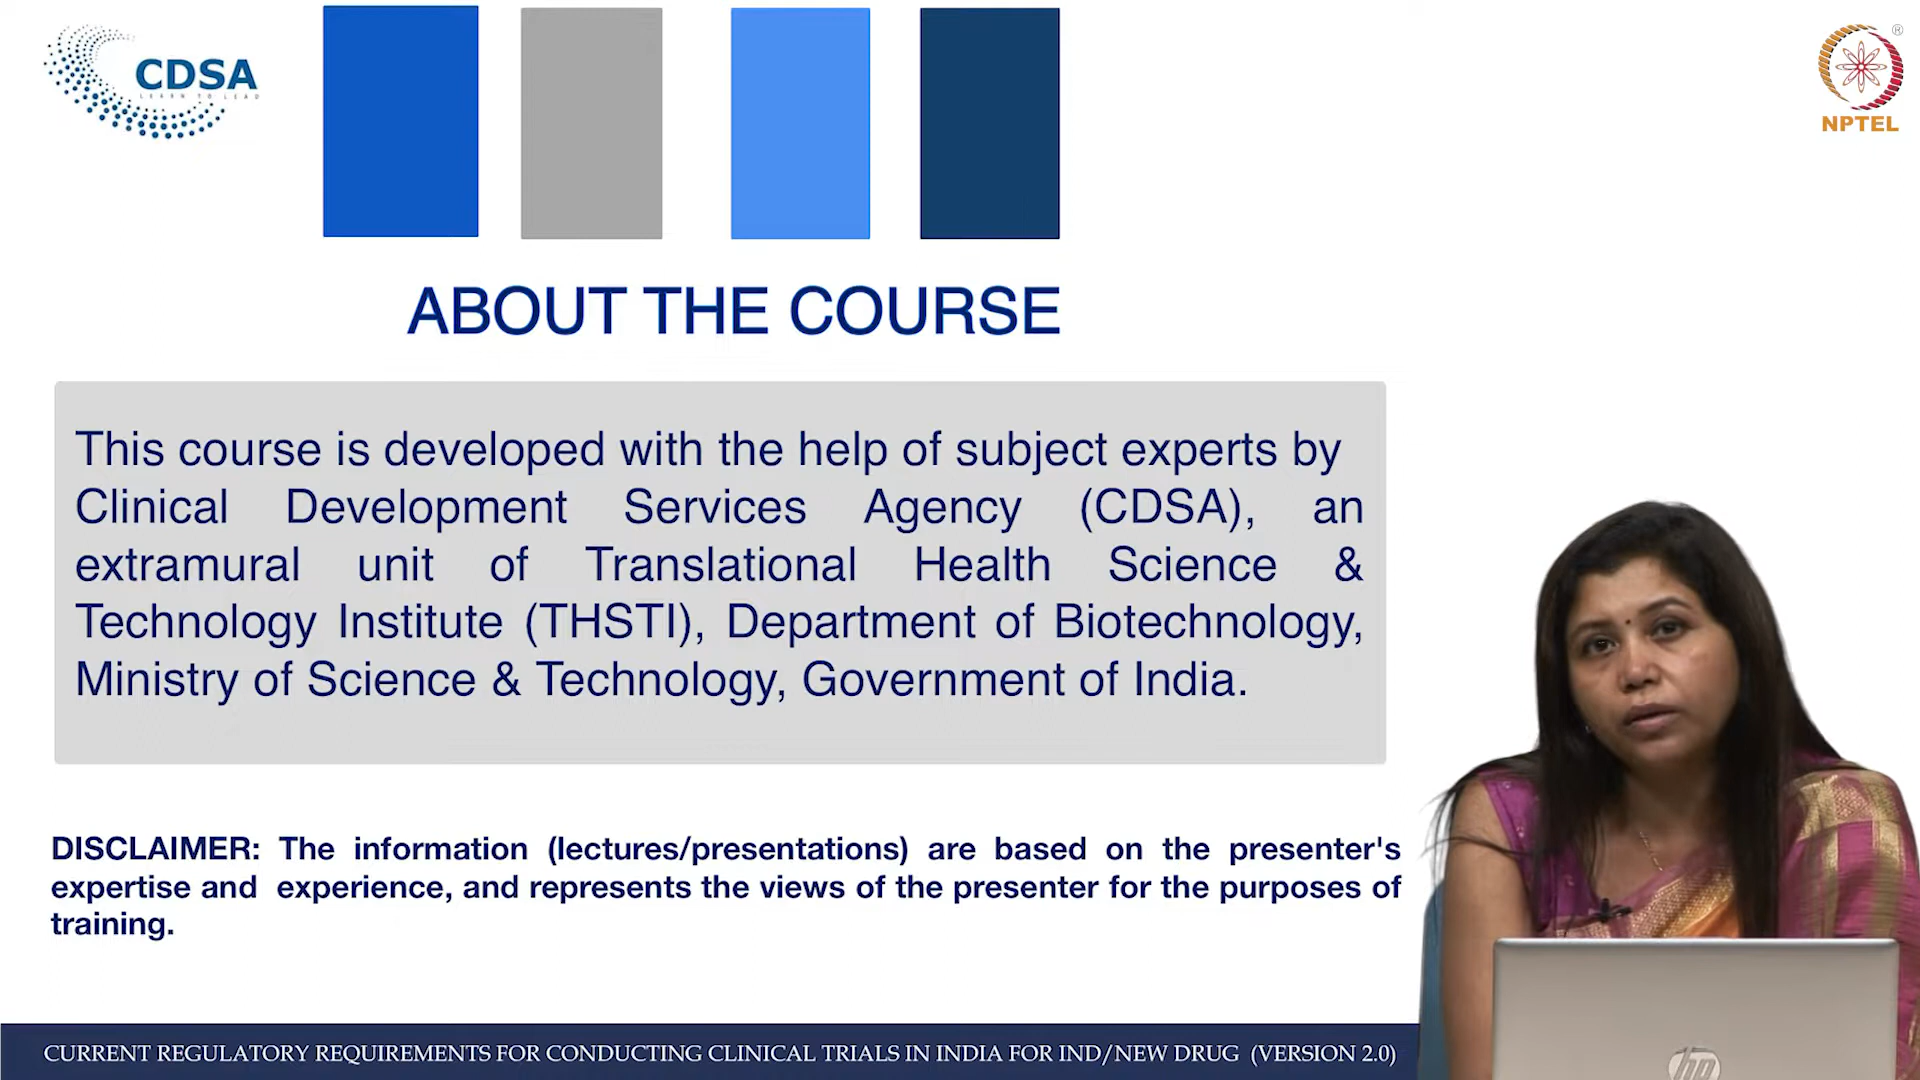 CDSA
LEARN TO LEAD
®
NPTEL
ABOUT THE COURSE
This course is developed with the help of subject experts by
Clinical Development Services Agency (CDSA), an
extramural unit of Translational Health Science &
Technology Institute (THSTI), Department of Biotechnology,
Ministry of Science & Technology, Government of India.
DISCLAIMER: The information (lectures/presentations) are based on the presenter's
expertise and experience, and represents the views of the presenter for the purposes of
training.
hp
CURRENT REGULATORY REQUIREMENTS FOR CONDUCTING CLINICAL TRIALS IN INDIA FOR IND/NEW DRUG (VERSION 2.0)